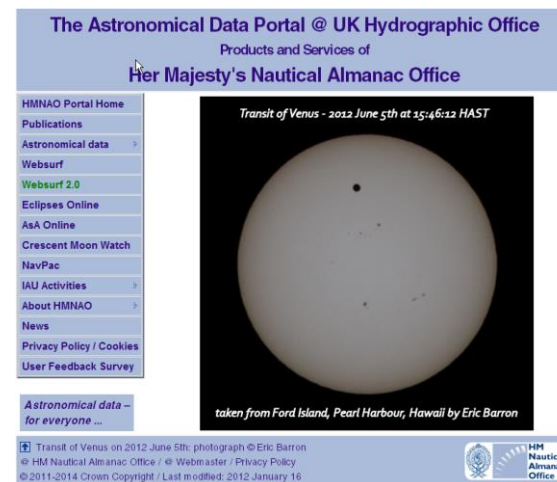 The Astronomical Data Portal @ UK Hydrographic Office
Products and Services of
Her Majesty's Nautical Almanac Office
HMNAO Portal Home
Publications
Astronomical data >
Websurf
Websurf 2.0
Eclipses Online
AsA Online
Crescent Moon Watch
NavPac
IAU Activities >
About HMNAO >
News
Privacy Policy / Cookies
User Feedback Survey
Astronomical data –
for everyone ...
Transit of Venus - 2012 June 5th at 15:46:12 HAST
taken from Ford Island, Pearl Harbour, Hawaii by Eric Barron
Transit of Venus on 2012 June 5th: photograph © Eric Barron
@ HM Nautical Almanac Office / @ Webmaster / Privacy Policy
© 2011-2014 Crown Copyright / Last modified: 2012 January 16
HM
Nautical
Almanac
Office